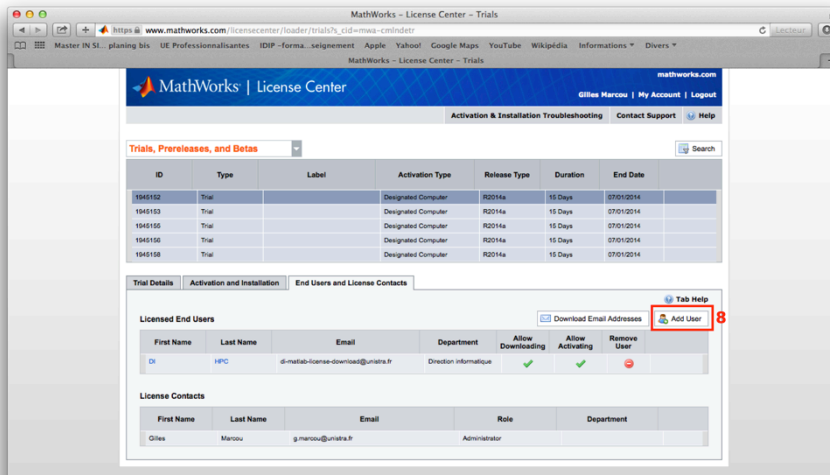 MathWorks – License Center – Trials
https www.mathworks.com/licensecenter/loader/trials?s_cid=mwa-cmlndetr
Lecteur
Master IN SI... planing bis UE Professionnalisantes IDIP –forma...seignement Apple Yahoo! Google Maps YouTube Wikipédia Informations Divers
MathWorks – License Center – Trials
mathworks.com
MathWorks | License Center
Gilles Marcou | My Account | Logout
Activation & Installation Troubleshooting Contact Support Help
Trials, Prereleases, and Betas Search
ID Type Label Activation Type Release Type Duration End Date
1945152 Trial Designated Computer R2014a 15 Days 07/01/2014
1945153 Trial Designated Computer R2014a 15 Days 07/01/2014
1945155 Trial Designated Computer R2014a 15 Days 07/01/2014
1945156 Trial Designated Computer R2014a 15 Days 07/01/2014
1945158 Trial Designated Computer R2014a 15 Days 07/01/2014
Trial Details Activation and Installation End Users and License Contacts
Tab Help
Licensed End Users Download Email Addresses Add User 8
First Name Last Name Email Department Allow Downloading Allow Activating Remove User
DI HPC di-matlab-license-download@unistra.fr Direction informatique
License Contacts
First Name Last Name Email Role Department
Gilles Marcou g.marcou@unistra.fr Administrator